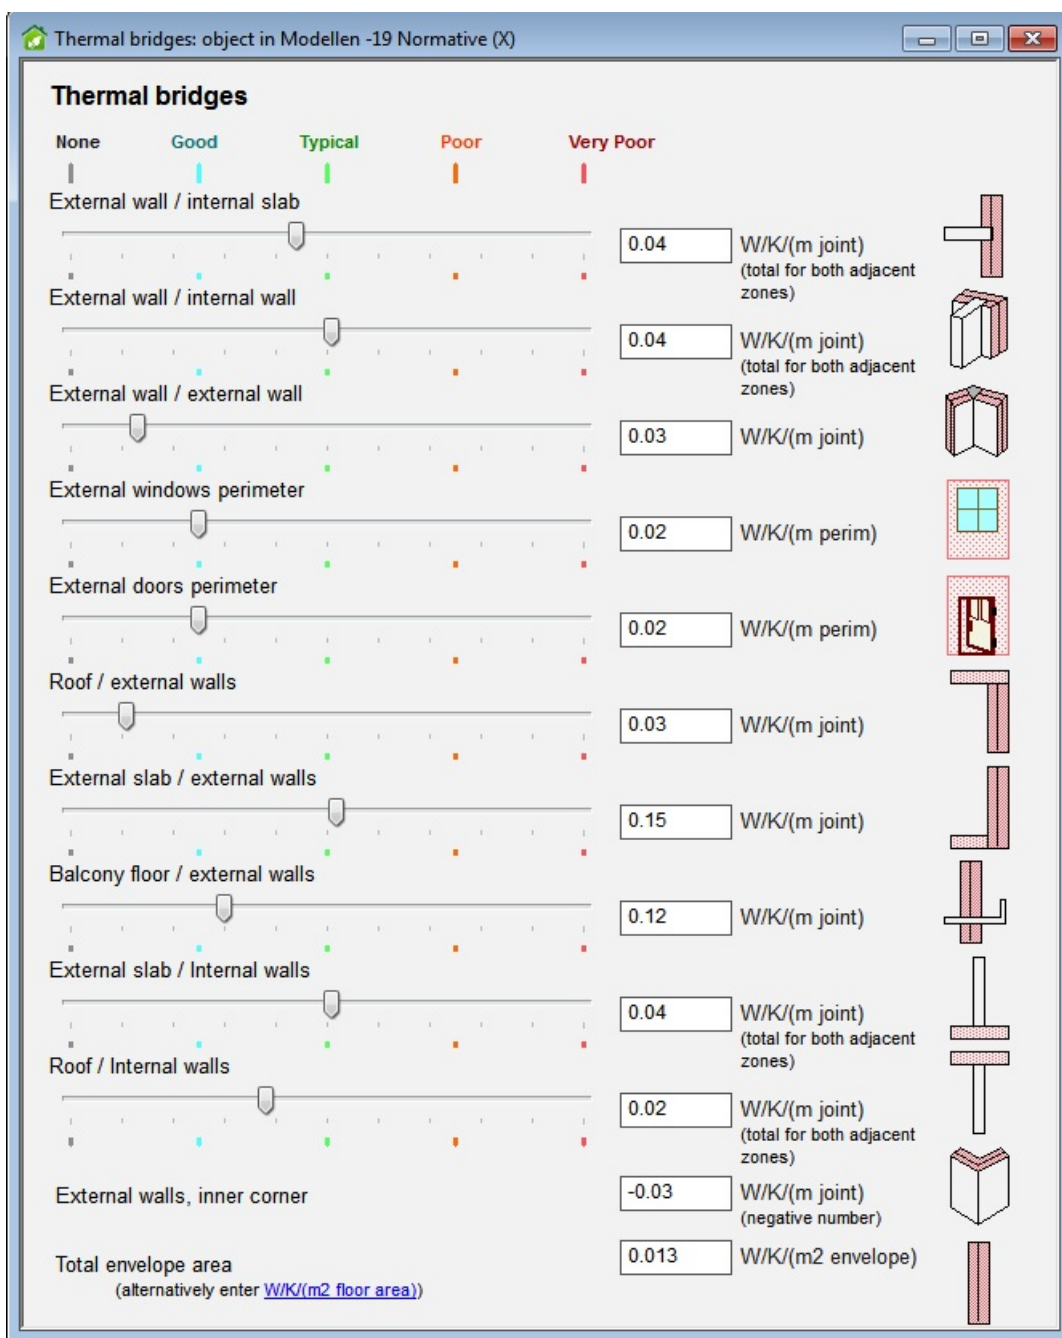 Thermal bridges: object in Modellen -19 Normative (X)
Thermal bridges
None Good Typical Poor Very Poor
External wall / internal slab
0.04 W/K/(m joint)
(total for both adjacent
zones)
External wall / internal wall
0.04 W/K/(m joint)
(total for both adjacent
zones)
External wall / external wall
0.03 W/K/(m joint)
External windows perimeter
0.02 W/K/(m perim)
External doors perimeter
0.02 W/K/(m perim)
Roof / external walls
0.03 W/K/(m joint)
External slab / external walls
0.15 W/K/(m joint)
Balcony floor / external walls
0.12 W/K/(m joint)
External slab / Internal walls
0.04 W/K/(m joint)
(total for both adjacent
zones)
Roof / Internal walls
0.02 W/K/(m joint)
(total for both adjacent
zones)
External walls, inner corner -0.03 W/K/(m joint)
(negative number)
Total envelope area 0.013 W/K/(m2 envelope)
(alternatively enter W/K/(m2 floor area))